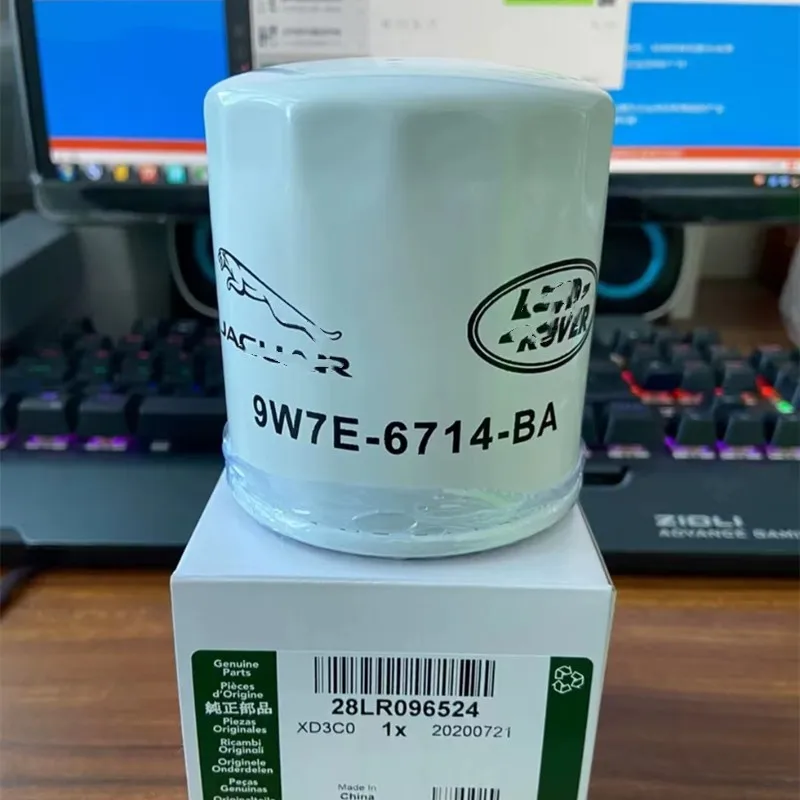 JAGUAR
LAND-
ROVER
9W7E-6714-BA
ZIGLI
ADVANCE GAMI
Genuine
Parts
Pièces
d'Origine
純正部品
Piezas
Originales
Ricambi
Originali
Originele
Onderdelen
Peças
Genuínas
28LR096524
XD3C0 1x 20200721
Made In
China